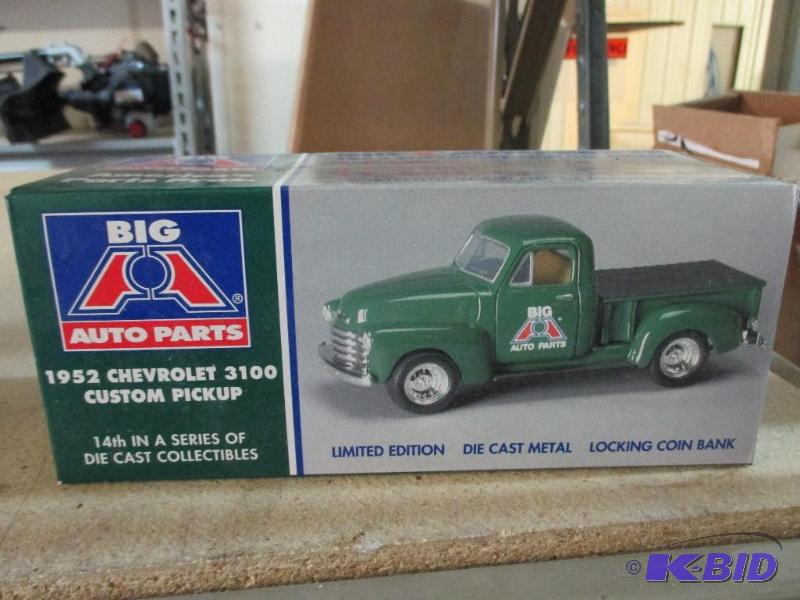 BIG
AUTO PARTS
®
1952 CHEVROLET 3100
CUSTOM PICKUP
14th IN A SERIES OF
DIE CAST COLLECTIBLES
BIG
AUTO PARTS
LIMITED EDITION DIE CAST METAL LOCKING COIN BANK
© K-BID